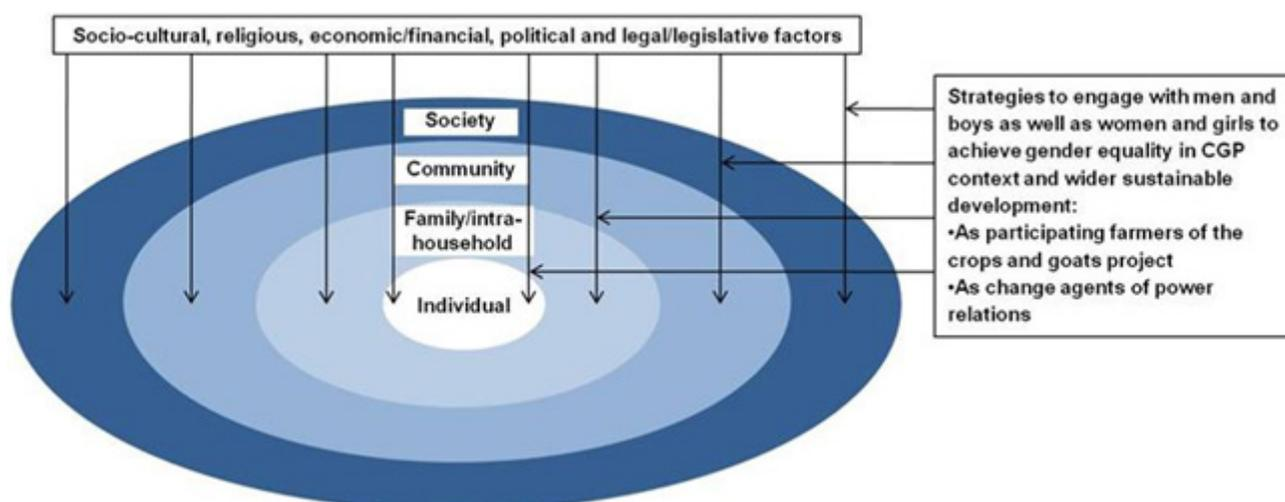 Socio-cultural, religious, economic/financial, political and legal/legislative factors
Society
Community
Family/intra-
household
Individual
Strategies to engage with men and
boys as well as women and girls to
achieve gender equality in CGP
context and wider sustainable
development:
•As participating farmers of the
crops and goats project
•As change agents of power
relations